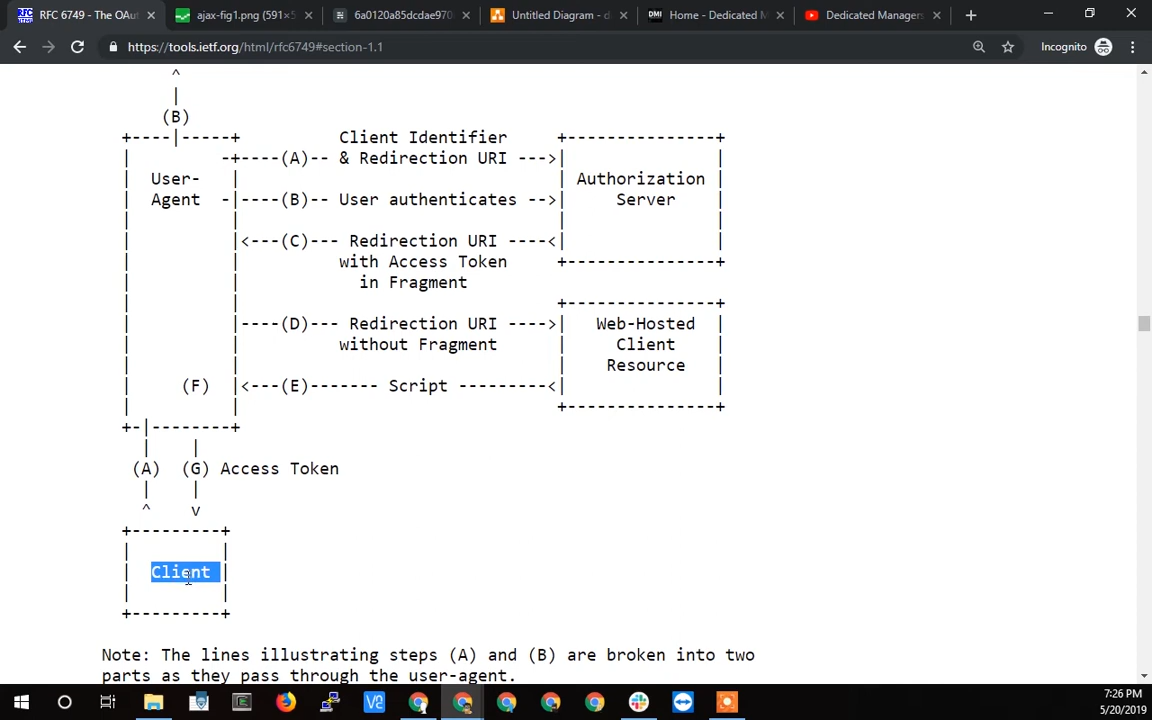 RFC 6749 - The OAu
ajax-fig1.png (591×5
6a0120a85dcdae970
Untitled Diagram - d
Home - Dedicated M
Dedicated Managers
https://tools.ietf.org/html/rfc6749#section-1.1
Incognito
^
|
(B)
+----|-----+          Client Identifier     +---------------+
|         -+----(A)-- & Redirection URI --->|               |
|  User-   |                                | Authorization |
|  Agent  -|----(B)-- User authenticates -->|     Server    |
|          |                                |               |
|          |<---(C)--- Redirection URI ----<|               |
|          |          with Access Token     +---------------+
|          |            in Fragment
|          |                                +---------------+
|          |----(D)--- Redirection URI ---->|   Web-Hosted  |
|          |          without Fragment      |     Client    |
|          |                                |    Resource   |
|     (F)  |<---(E)------- Script ---------<|               |
|          |                                +---------------+
+-|--------+
|    |
(A)  (G) Access Token
|    |
^    v
+---------+
|         |
|  Client |
|         |
+---------+
Note: The lines illustrating steps (A) and (B) are broken into two
parts as they pass through the user-agent.
7:26 PM
5/20/2019